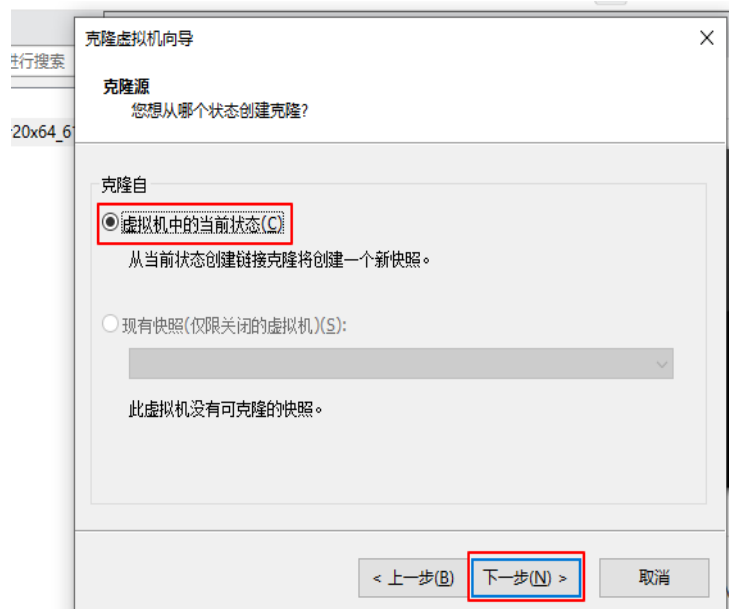 克隆虚拟机向导
进行搜索
克隆源
您想从哪个状态创建克隆?
20x64_6
克隆自
虚拟机中的当前状态(C)
从当前状态创建链接克隆将创建一个新快照。
现有快照(仅限关闭的虚拟机)(S):
此虚拟机没有可克隆的快照。
< 上一步(B) 下一步(N) > 取消